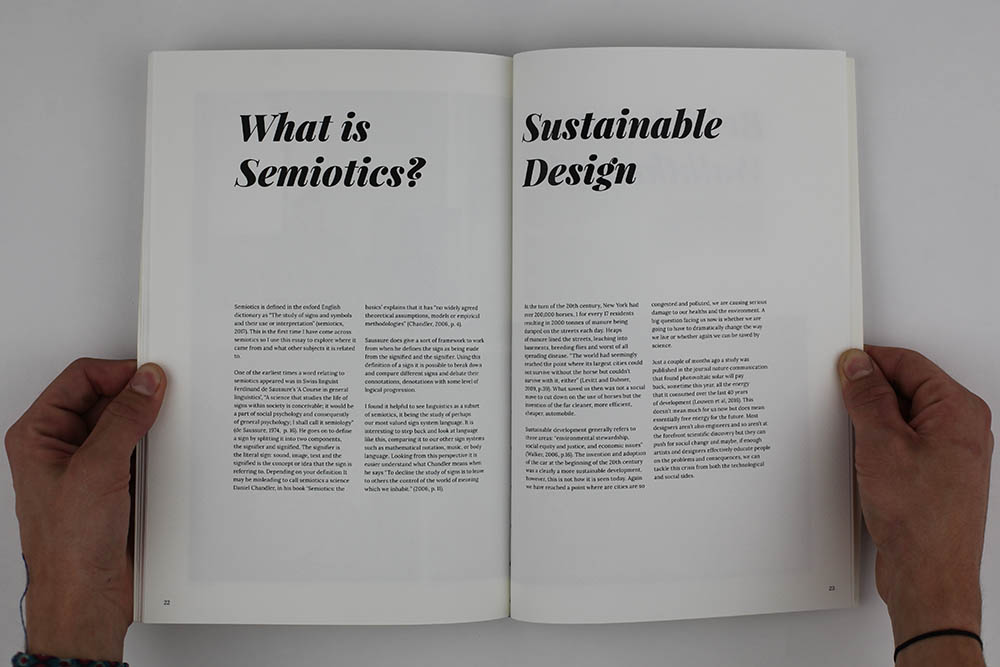 What is
Semiotics?
Semiotics is defined in the oxford English
dictionary as "The study of signs and symbols
and their use or interpretation" (semiotics,
2017). This is the first time I have come across
semiotics so I use this essay to explore where it
came from and what other subjects it is related
to.
One of the earliest times a word relating to
semiotics appeared was in Swiss linguist
Ferdinand de Saussure's 'A Course in general
linguistics', "A science that studies the life of
signs within society is conceivable; it would be
a part of social psychology and consequently
of general psychology; I shall call it semiology"
(de Saussure, 1974, p. 16). He goes on to define
a sign by splitting it into two components,
the signifier and signified. The signifier is
the literal sign: sound, image, text and the
signified is the concept or idea that the sign is
referring to. Depending on your definition It
may be misleading to call semiotics a science
Daniel Chandler, in his book 'Semiotics: the
basics' explains that it has "no widely agreed
theoretical assumptions, models or empirical
methodologies" (Chandler, 2006, p. 4).
Saussure does give a sort of framework to work
from when he defines the sign as being made
from the signified and the signifier. Using this
definition of a sign it is possible to break down
and compare different signs and debate their
connotations, denotations with some level of
logical progression.
I found it helpful to see linguistics as a subset
of semiotics, it being the study of perhaps
our most valued sign system language. It is
interesting to step back and look at language
like this, comparing it to our other sign systems
such as mathematical notation, music, or body
language. Looking from this perspective it is
easier understand what Chandler means when
he says "To decline the study of signs is to leave
to others the control of the world of meaning
which we inhabit." (2006, p. 11).
22
Sustainable
Design
the turn of the 20th century, New York had
over 200,000 horses, 1 for every 17 residents
resulting in 2000 tonnes of manure being
dumped on the streets each day. Heaps
of manure lined the streets, leaching into
basements, breeding flies and worst of all
spreading disease. "The world had seemingly
reached the point where its largest cities could
not survive without the horse but couldn't
survive with it, either" (Levitt and Dubner,
2009, p.39). What saved us then was not a social
move to cut down on the use of horses but the
invention of the far cleaner, more efficient,
cheaper, automobile.
Sustainable development generally refers to
three areas: "environmental stewardship,
social equity and justice, and economic issues"
(Walker, 2006, p.16). The invention and adoption
of the car at the beginning of the 20th century
was a clearly a more sustainable development,
however, this is not how it is seen today. Again
we have reached a point where are cities are so
congested and polluted, we are causing serious
damage to our healths and the environment. A
big question facing us now is whether we are
going to have to dramatically change the way
we live or whether again we can be saved by
science.
Just a couple of months ago a study was
published in the journal nature communication
that found photovoltaic solar will pay
back, sometime this year, all the energy
that it consumed over the last 40 years
of development (Louwen et al, 2016). This
doesn't mean much for us now but does mean
essentially free energy for the future. Most
designers aren't also engineers and so aren't at
the forefront scientific discovery but they can
push for social change and maybe, if enough
artists and designers effectively educate people
on the problems and consequences, we can
tackle this crisis from both the technological
and social sides.
23